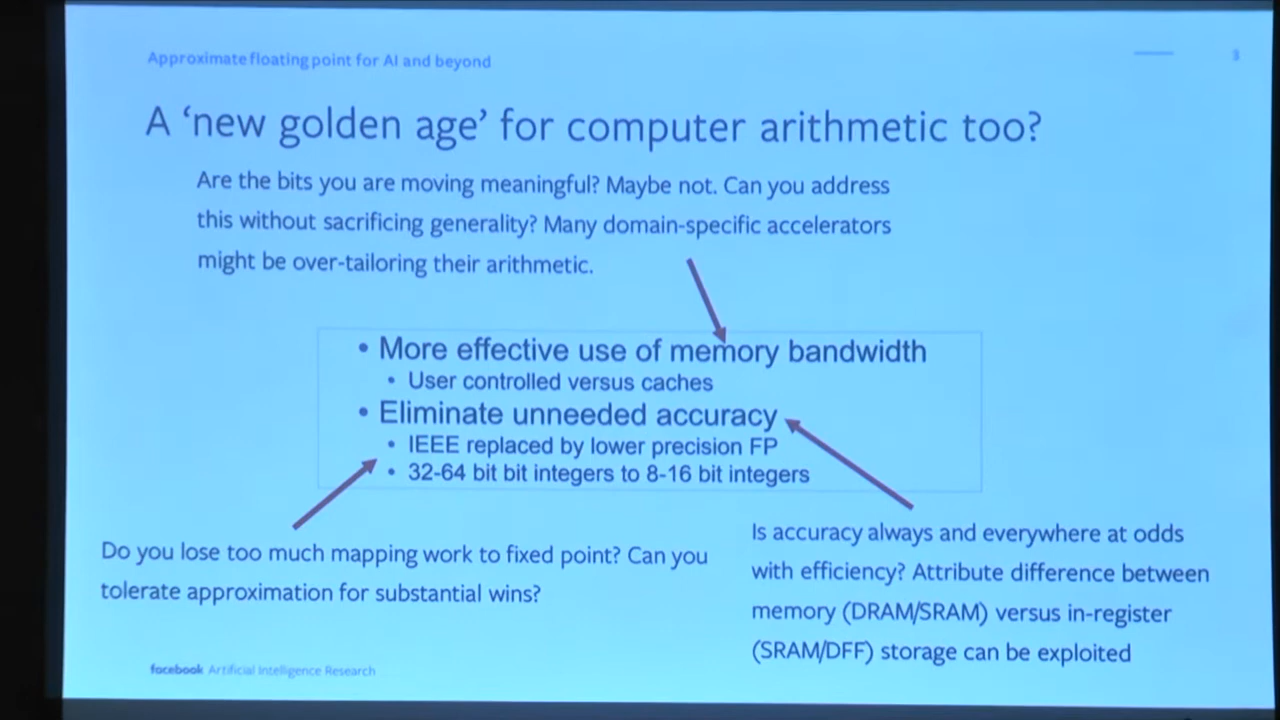 Approximate floating point for AI and beyond
3
A ‘new golden age’ for computer arithmetic too?
Are the bits you are moving meaningful? Maybe not. Can you address
this without sacrificing generality? Many domain-specific accelerators
might be over-tailoring their arithmetic.
• More effective use of memory bandwidth
• User controlled versus caches
• Eliminate unneeded accuracy
• IEEE replaced by lower precision FP
• 32-64 bit bit integers to 8-16 bit integers
Do you lose too much mapping work to fixed point? Can you
tolerate approximation for substantial wins?
Is accuracy always and everywhere at odds
with efficiency? Attribute difference between
memory (DRAM/SRAM) versus in-register
(SRAM/DFF) storage can be exploited
facebook Artificial Intelligence Research